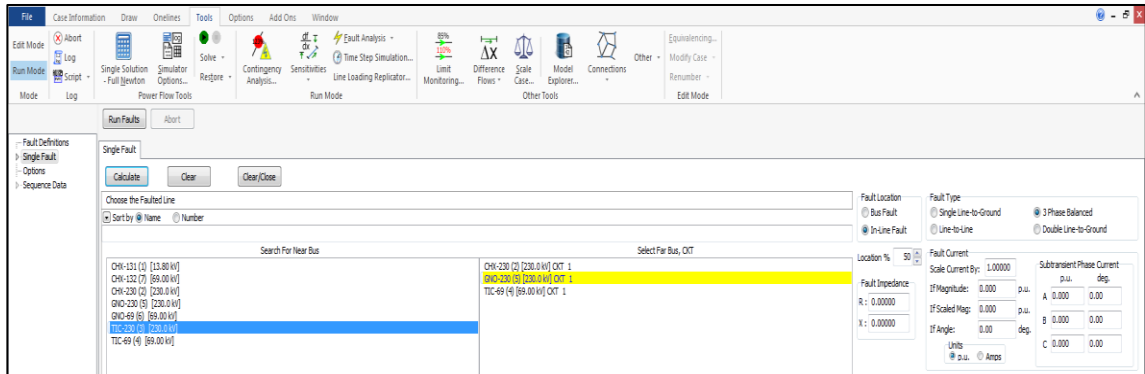 File Case Information Draw Onelines Tools Options Add Ons Window
Edit Mode
Run Mode
Mode
Abort
Log
Script
Log
Single Solution - Full Newton
Simulator Options...
Solve
Restore
Power Flow Tools
Contingency Analysis...
Sensitivities
Fault Analysis
Time Step Simulation...
Line Loading Replicator...
Run Mode
85%
110%
Limit Monitoring...
ΔX
Difference Flows
Scale Case...
Model Explorer...
Connections
Other
Other Tools
Equivalencing...
Modify Case
Renumber
Edit Mode
Run Faults Abort
Fault Definitions
Single Fault
Options
Sequence Data
Single Fault
Calculate Clear Clear/Close
Choose the Faulted Line
Sort by Name Number
Search For Near Bus
CHX-131 (1) [13.80 kV]
CHX-132 (7) [69.00 kV]
CHX-230 (2) [230.0 kV]
GNO-230 (5) [230.0 kV]
GNO-69 (6) [69.00 kV]
TIC-230 (3) [230.0 kV]
TIC-69 (4) [69.00 kV]
Select Far Bus, CKT
CHX-230 (2) [230.0 kV] CKT 1
GNO-230 (5) [230.0 kV] CKT 1
TIC-69 (4) [69.00 kV] CKT 1
Fault Location
Bus Fault
In-Line Fault
Location % 50
Fault Impedance
R: 0.00000
X: 0.00000
Fault Type
Single Line-to-Ground 3 Phase Balanced
Line-to-Line Double Line-to-Ground
Fault Current
Scale Current By: 1.00000
If Magnitude: 0.000 p.u.
If Scaled Mag: 0.000 p.u.
If Angle: 0.00 deg.
Units
p.u. Amps
Subtransient Phase Current
p.u. deg.
A 0.000 0.00
B 0.000 0.00
C 0.000 0.00